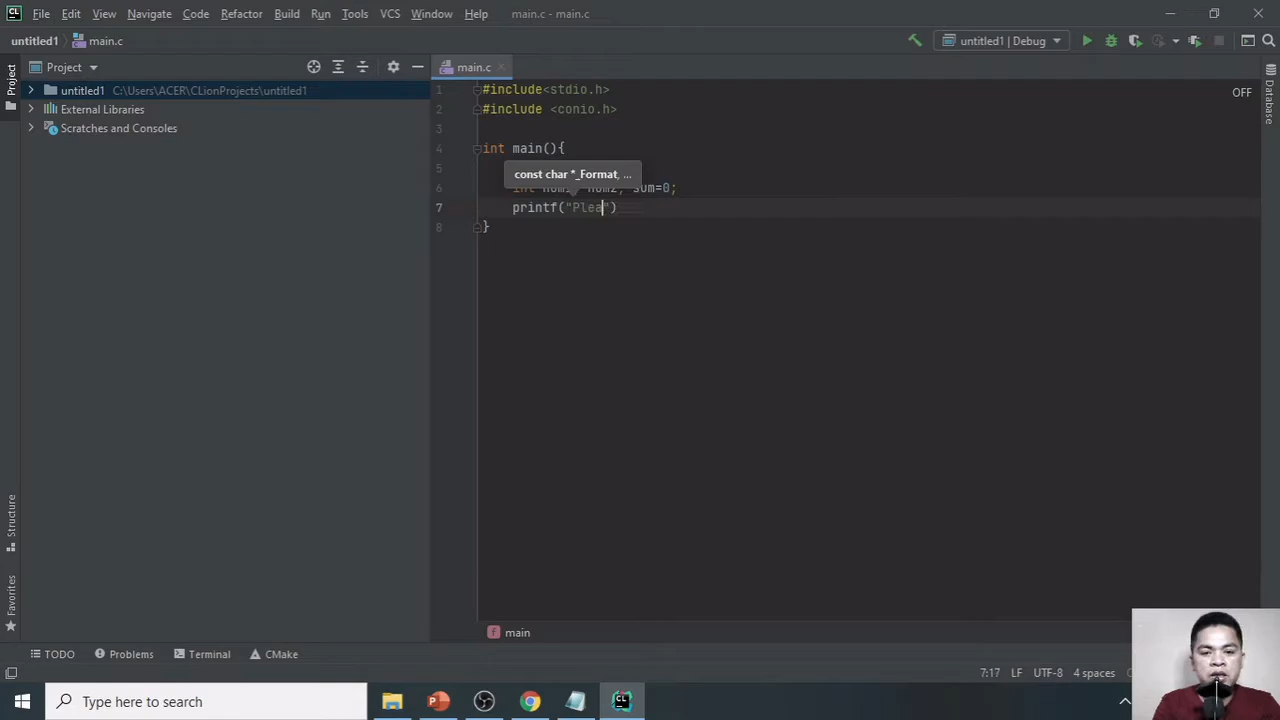 File Edit View Navigate Code Refactor Build Run Tools VCS Window Help main.c - main.c
untitled1 main.c untitled1 | Debug
Project
main.c
untitled1 C:\Users\ACER\CLionProjects\untitled1
External Libraries
Scratches and Consoles
1 #include<stdio.h>
2 #include <conio.h>
3
4 int main(){
5
const char *_Format, ...
6 int sum=0;
7 printf("Plea")
8 }
OFF
Project
Structure
Favorites
Database
main
TODO Problems Terminal CMake
7:17 LF UTF-8 4 spaces
Type here to search